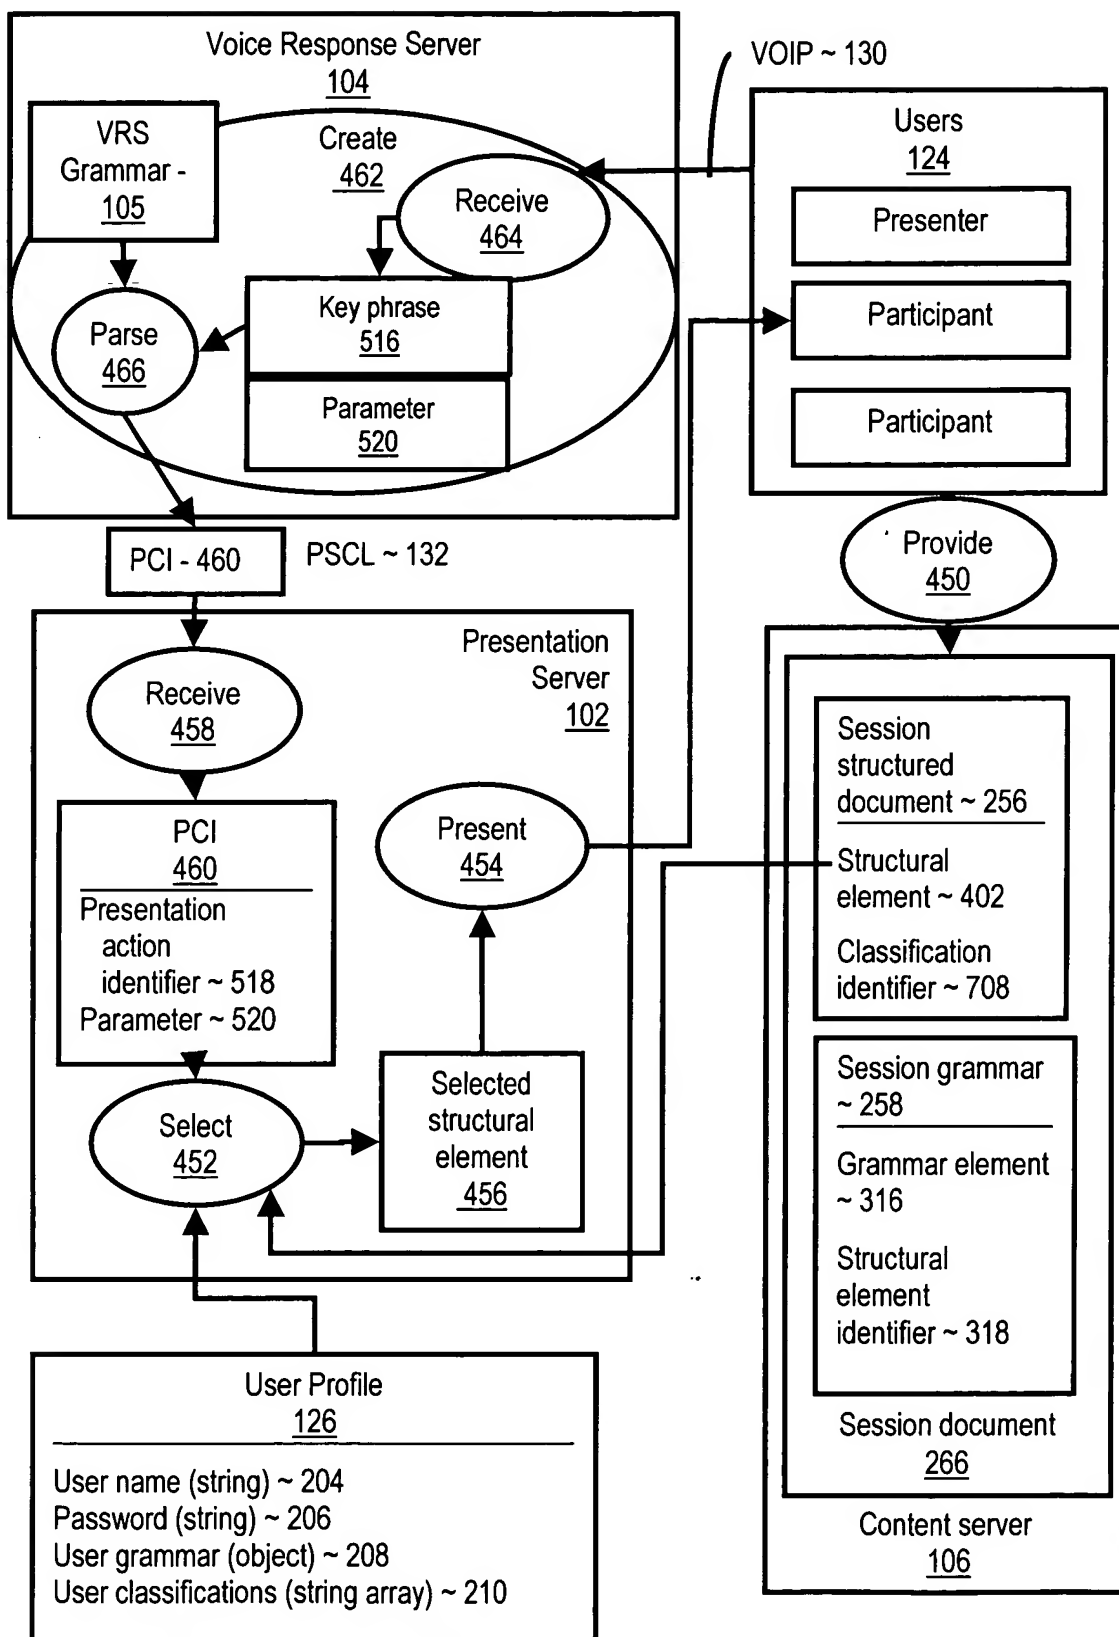 Voice Response Server
104
VRS
Grammar -
105
Create
462
Receive
464
Key phrase
516
Parse
466
Parameter
520
VOIP ~ 130
Users
124
Presenter
Participant
Participant
PCI - 460
PSCL ~ 132
Provide
450
Presentation
Server
102
Receive
458
PCI
460
Presentation
action
identifier ~ 518
Parameter ~ 520
Present
454
Select
452
Selected
structural
element
456
Session
structured
document ~ 256
Structural
element ~ 402
Classification
identifier ~ 708
Session grammar
~ 258
Grammar element
~ 316
Structural
element
identifier ~ 318
Session document
266
Content server
106
User Profile
126
User name (string) ~ 204
Password (string) ~ 206
User grammar (object) ~ 208
User classifications (string array) ~ 210